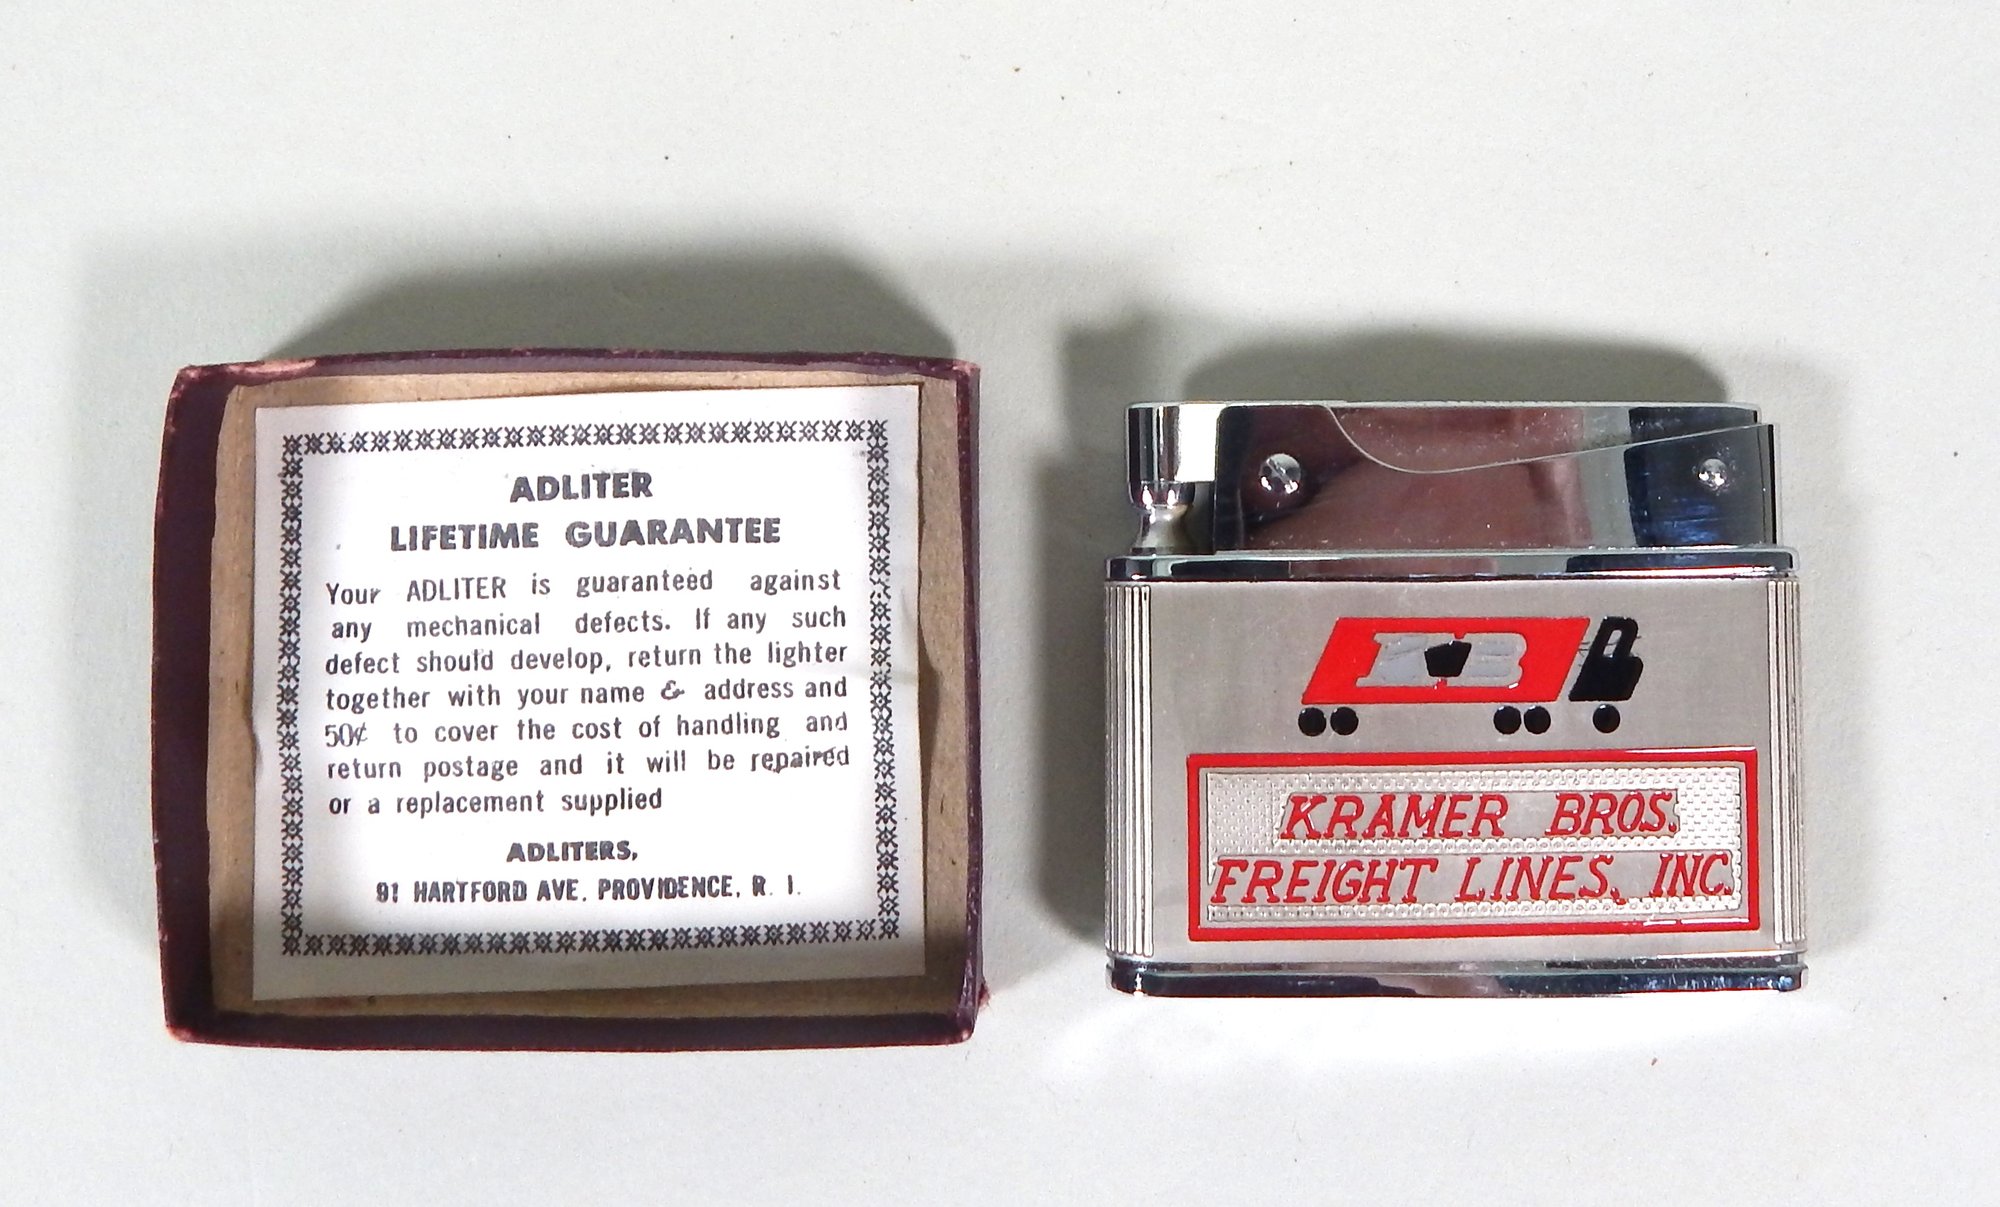 ADLITER
LIFETIME GUARANTEE
Your ADLITER is guaranteed against
any mechanical defects. If any such
defect should develop, return the lighter
together with your name & address and
50¢ to cover the cost of handling and
return postage and it will be repaired
or a replacement supplied
ADLITERS,
91 HARTFORD AVE. PROVIDENCE, R. I.
KB
KRAMER BROS.
FREIGHT LINES, INC.